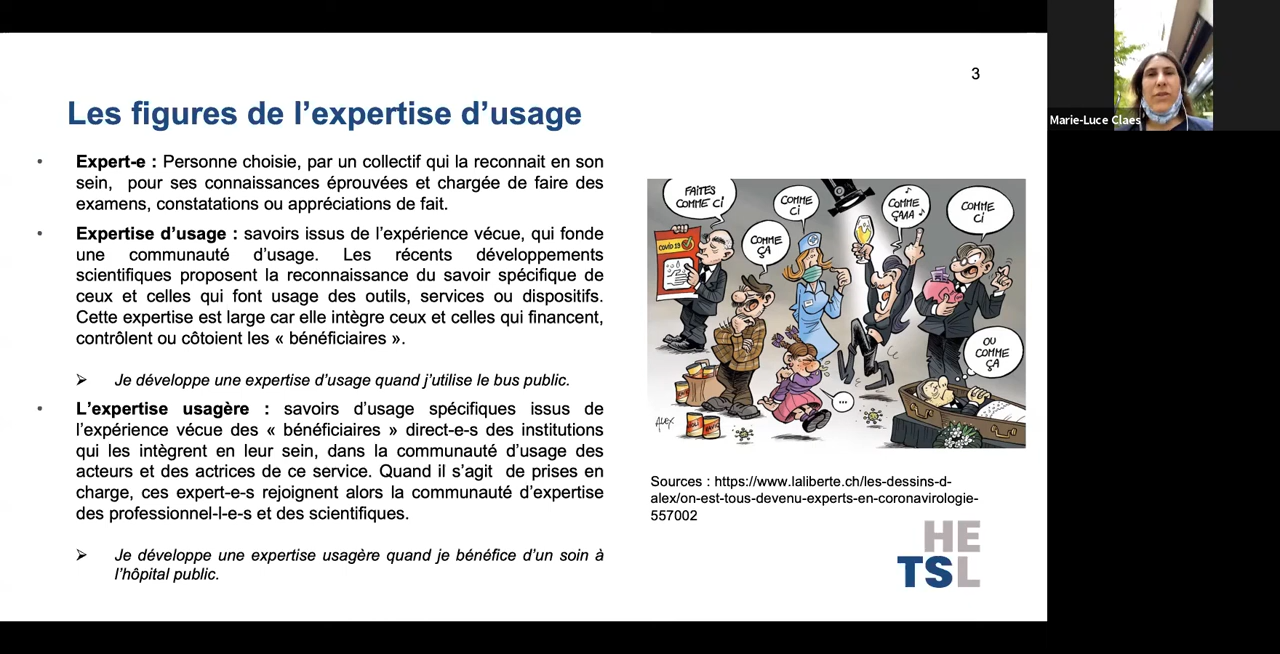 3
Les figures de l’expertise d’usage
• Expert-e : Personne choisie, par un collectif qui la reconnait en son
sein, pour ses connaissances éprouvées et chargée de faire des
examens, constatations ou appréciations de fait.
• Expertise d’usage : savoirs issus de l’expérience vécue, qui fonde
une communauté d’usage. Les récents développements
scientifiques proposent la reconnaissance du savoir spécifique de
ceux et celles qui font usage des outils, services ou dispositifs.
Cette expertise est large car elle intègre ceux et celles qui financent,
contrôlent ou côtoient les « bénéficiaires ».
➢ Je développe une expertise d’usage quand j’utilise le bus public.
• L’expertise usagère : savoirs d’usage spécifiques issus de
l’expérience vécue des « bénéficiaires » direct-e-s des institutions
qui les intègrent en leur sein, dans la communauté d’usage des
acteurs et des actrices de ce service. Quand il s’agit de prises en
charge, ces expert-e-s rejoignent alors la communauté d’expertise
des professionnel-l-e-s et des scientifiques.
➢ Je développe une expertise usagère quand je bénéfice d’un soin à
l’hôpital public.
FAITES
COMME CI
COMME
ÇA
COMME
CI
COMME
ÇAAA
COMME
CI
OU
COMME
ÇA
...
ALEX
Sources : https://www.laliberte.ch/les-dessins-d-
alex/on-est-tous-devenu-experts-en-coronavirologie-
557002
HE
TSL
Marie-Luce Claes